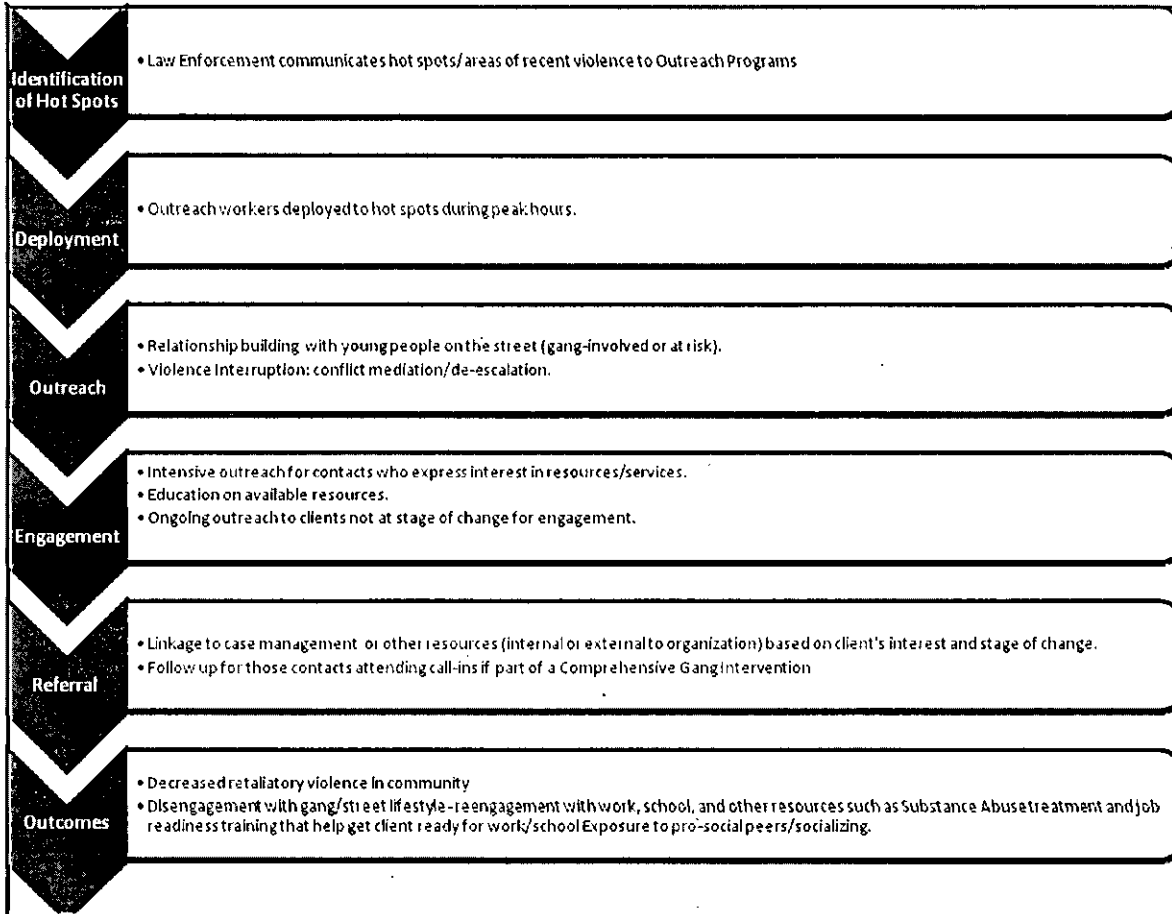 Identification
of Hot Spots
• Law Enforcement communicates hot spots/areas of recent violence to Outreach Programs
Deployment
• Outreach workers deployed to hot spots during peak hours.
Outreach
• Relationship building with young people on the street (gang-involved or at risk).
• Violence Interruption: conflict mediation/de-escalation.
Engagement
• Intensive outreach for contacts who express interest in resources/services.
• Education on available resources.
• Ongoing outreach to clients not at stage of change for engagement.
Referral
• Linkage to case management or other resources (internal or external to organization) based on client's interest and stage of change.
• Follow up for those contacts attending call-ins if part of a Comprehensive Gang Intervention
Outcomes
• Decreased retaliatory violence in community
• Disengagement with gang/street lifestyle-reengagement with work, school, and other resources such as Substance Abuse treatment and job
readiness training that help get client ready for work/school Exposure to pro-social peers/socializing.